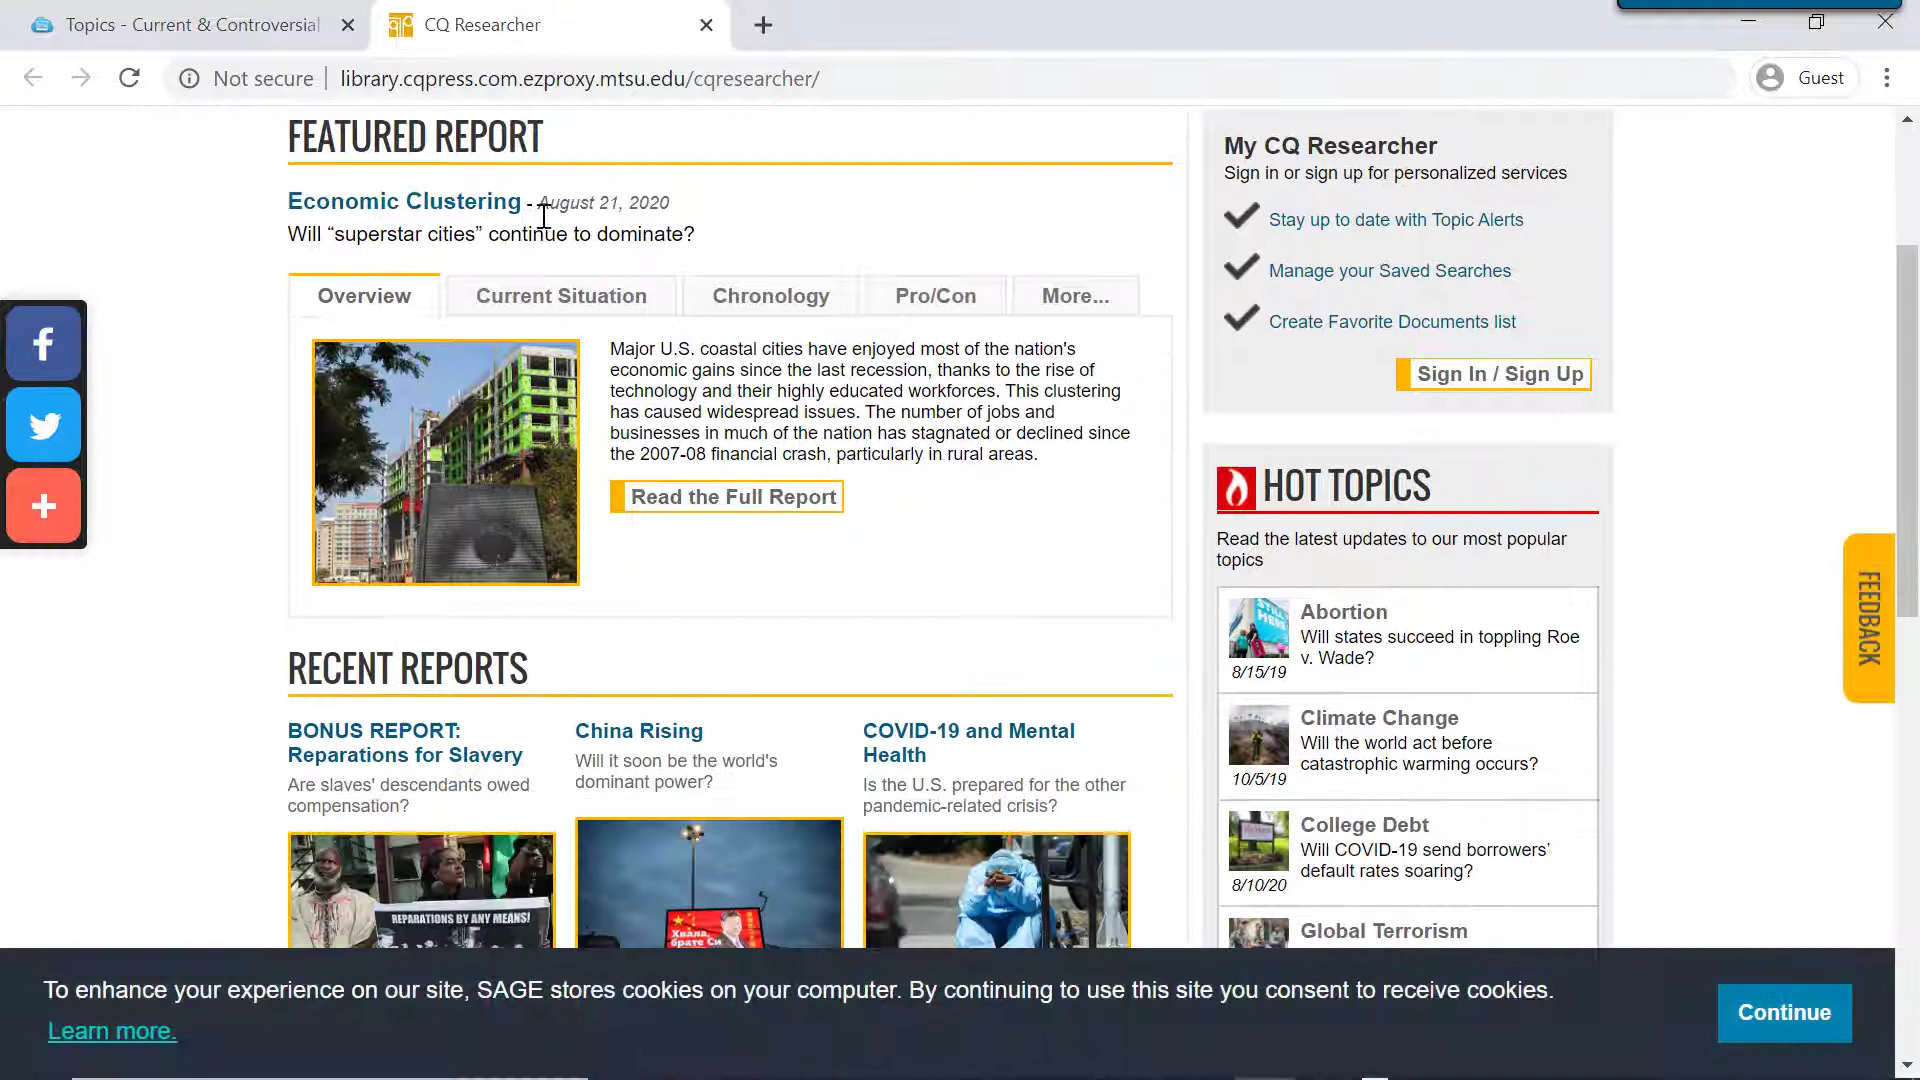 Topics - Current & Controversial
CQ Researcher
Not secure
library.cqpress.com.ezproxy.mtsu.edu/cqresearcher/
Guest
FEATURED REPORT
Economic Clustering - August 21, 2020
Will “superstar cities” continue to dominate?
Overview
Current Situation
Chronology
Pro/Con
More...
Major U.S. coastal cities have enjoyed most of the nation's
economic gains since the last recession, thanks to the rise of
technology and their highly educated workforces. This clustering
has caused widespread issues. The number of jobs and
businesses in much of the nation has stagnated or declined since
the 2007-08 financial crash, particularly in rural areas.
Read the Full Report
RECENT REPORTS
BONUS REPORT:
Reparations for Slavery
Are slaves' descendants owed
compensation?
REPARATIONS BY ANY MEANS!
China Rising
Will it soon be the world's
dominant power?
Хвала,
брате Си
COVID-19 and Mental
Health
Is the U.S. prepared for the other
pandemic-related crisis?
My CQ Researcher
Sign in or sign up for personalized services
Stay up to date with Topic Alerts
Manage your Saved Searches
Create Favorite Documents list
Sign In / Sign Up
HOT TOPICS
Read the latest updates to our most popular
topics
Abortion
Will states succeed in toppling Roe
v. Wade?
8/15/19
Climate Change
Will the world act before
catastrophic warming occurs?
10/5/19
College Debt
Will COVID-19 send borrowers’
default rates soaring?
8/10/20
Global Terrorism
FEEDBACK
To enhance your experience on our site, SAGE stores cookies on your computer. By continuing to use this site you consent to receive cookies.
Learn more.
Continue